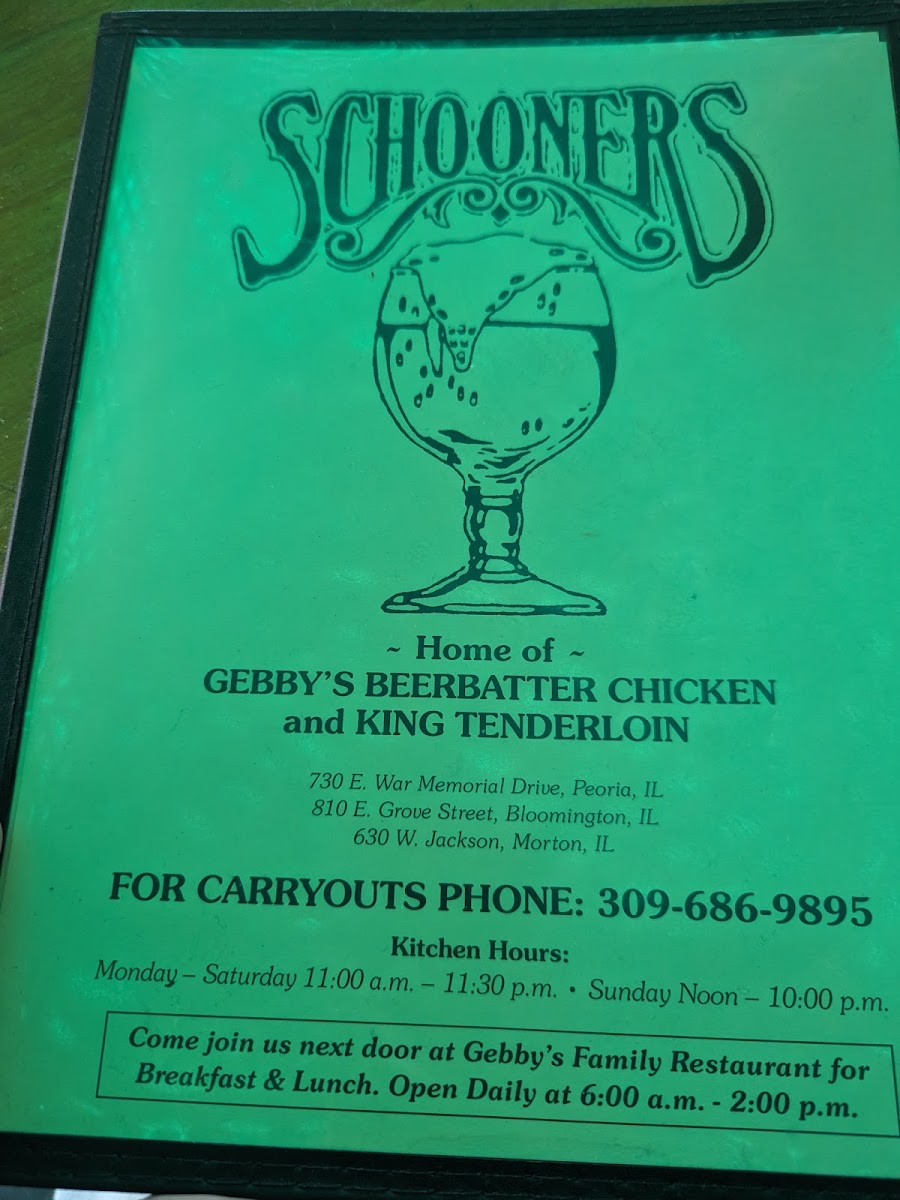 SCHOONERS
~ Home of ~
GEBBY'S BEERBATTER CHICKEN
and KING TENDERLOIN
730 E. War Memorial Drive, Peoria, IL
810 E. Grove Street, Bloomington, IL
630 W. Jackson, Morton, IL
FOR CARRYOUTS PHONE: 309-686-9895
Kitchen Hours:
Monday – Saturday 11:00 a.m. – 11:30 p.m. • Sunday Noon – 10:00 p.m.
Come join us next door at Gebby's Family Restaurant for
Breakfast & Lunch. Open Daily at 6:00 a.m. - 2:00 p.m.